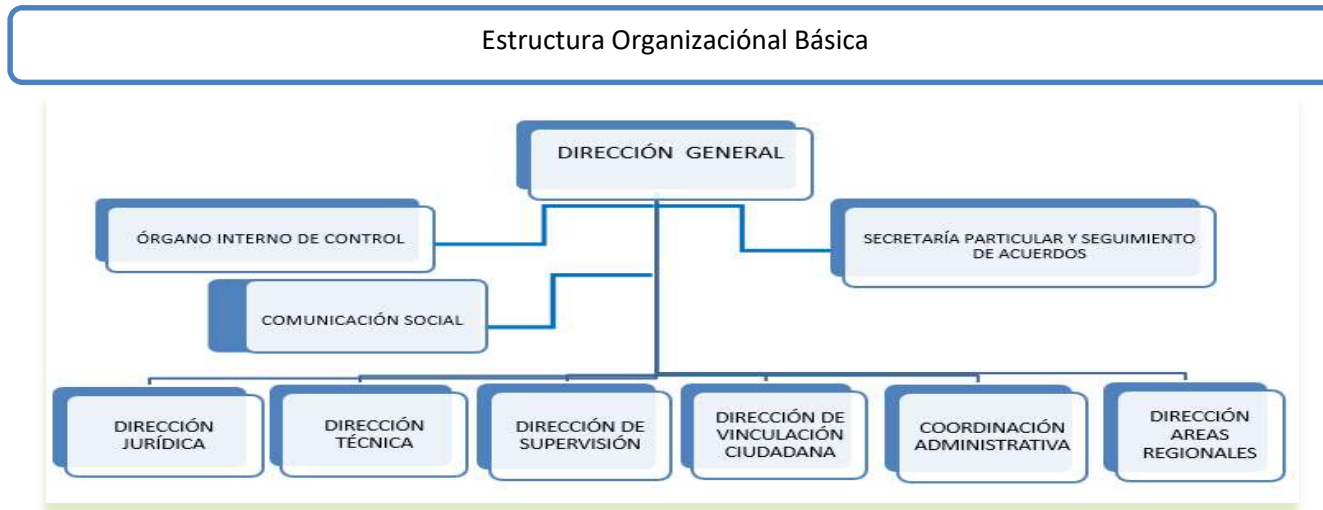 Estructura Organizaciónal Básica
DIRECCIÓN GENERAL
ÓRGANO INTERNO DE CONTROL
SECRETARÍA PARTICULAR Y SEGUIMIENTO
DE ACUERDOS
COMUNICACIÓN SOCIAL
DIRECCIÓN
JURÍDICA
DIRECCIÓN
TÉCNICA
DIRECCIÓN DE
SUPERVISIÓN
DIRECCIÓN DE
VINCULACIÓN
CIUDADANA
COORDINACIÓN
ADMINISTRATIVA
DIRECCIÓN
AREAS
REGIONALES